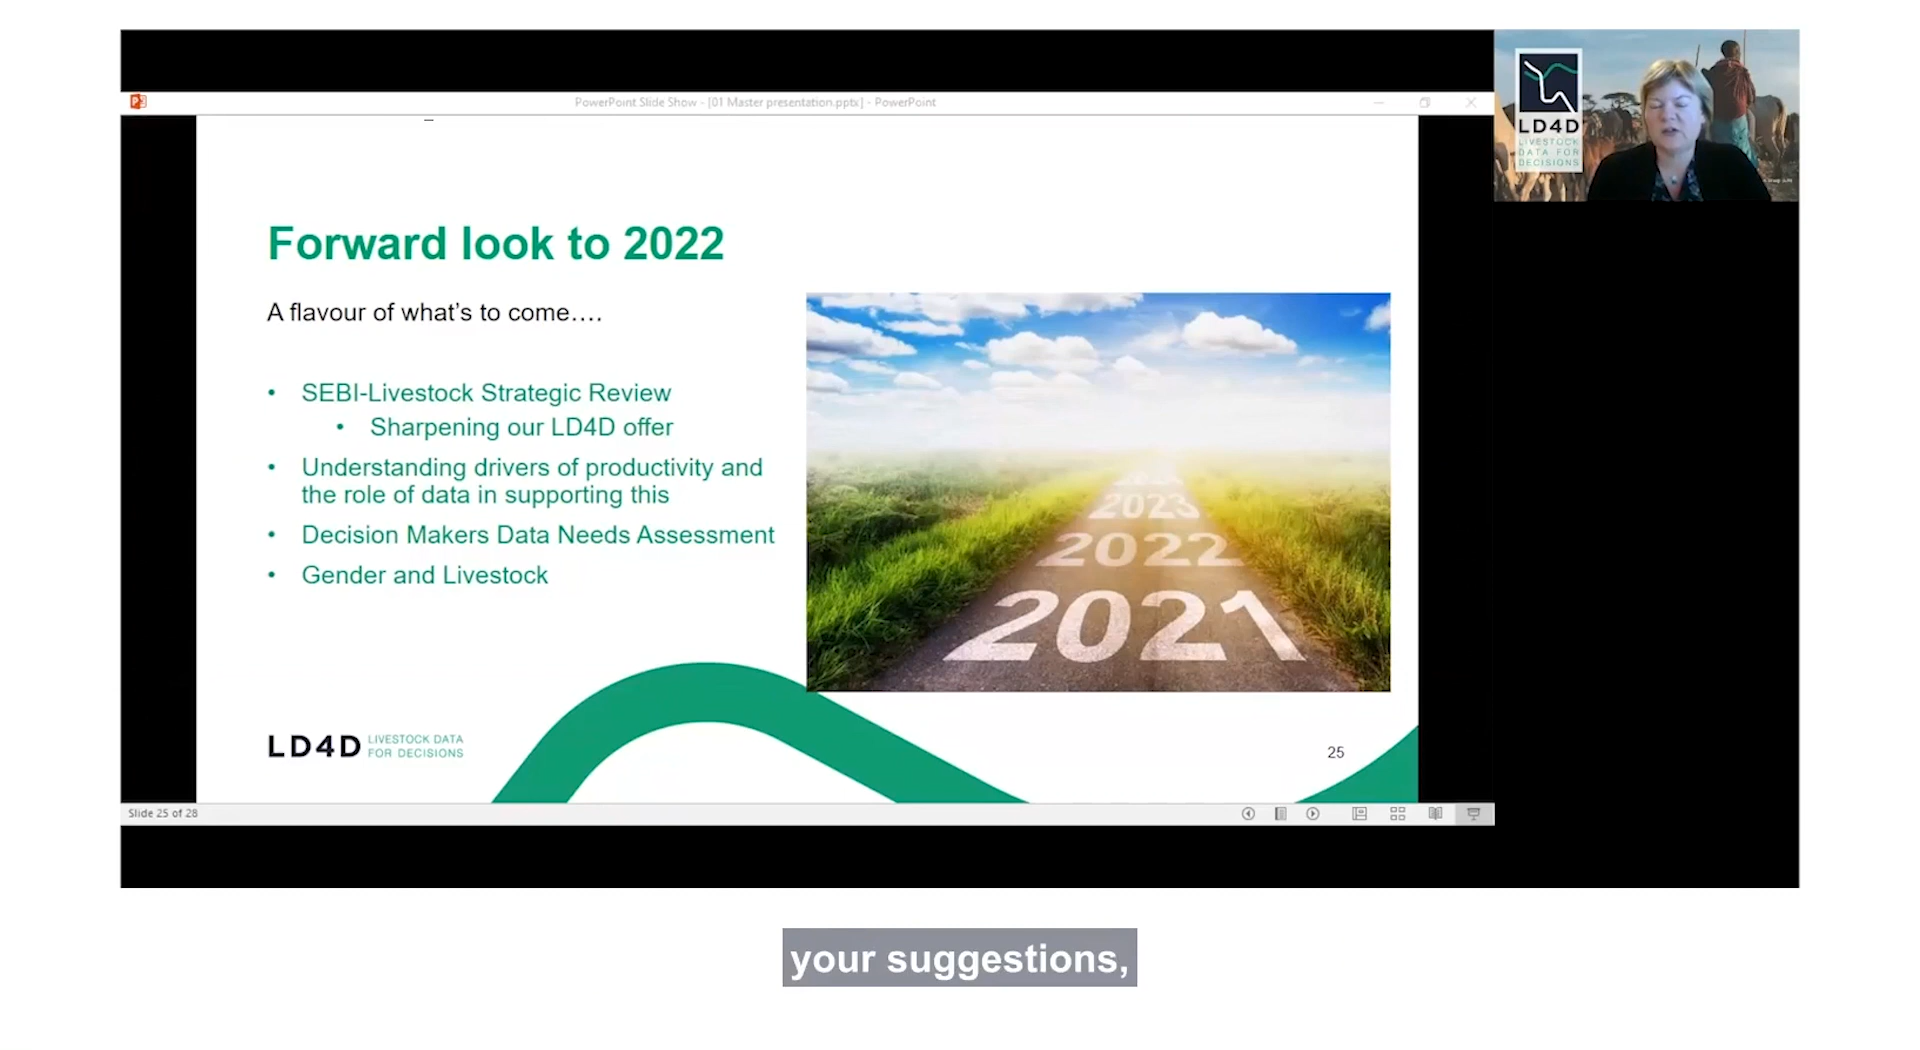 PowerPoint Slide Show - [01 Master presentation.pptx] - PowerPoint
LD4D
LIVESTOCK
DATA FOR
DECISIONS
Forward look to 2022
A flavour of what's to come….
• SEBI-Livestock Strategic Review
• Sharpening our LD4D offer
• Understanding drivers of productivity and
the role of data in supporting this
• Decision Makers Data Needs Assessment
• Gender and Livestock
2023
2022
2021
LD4D
LIVESTOCK DATA
FOR DECISIONS
25
Slide 25 of 28
your suggestions,